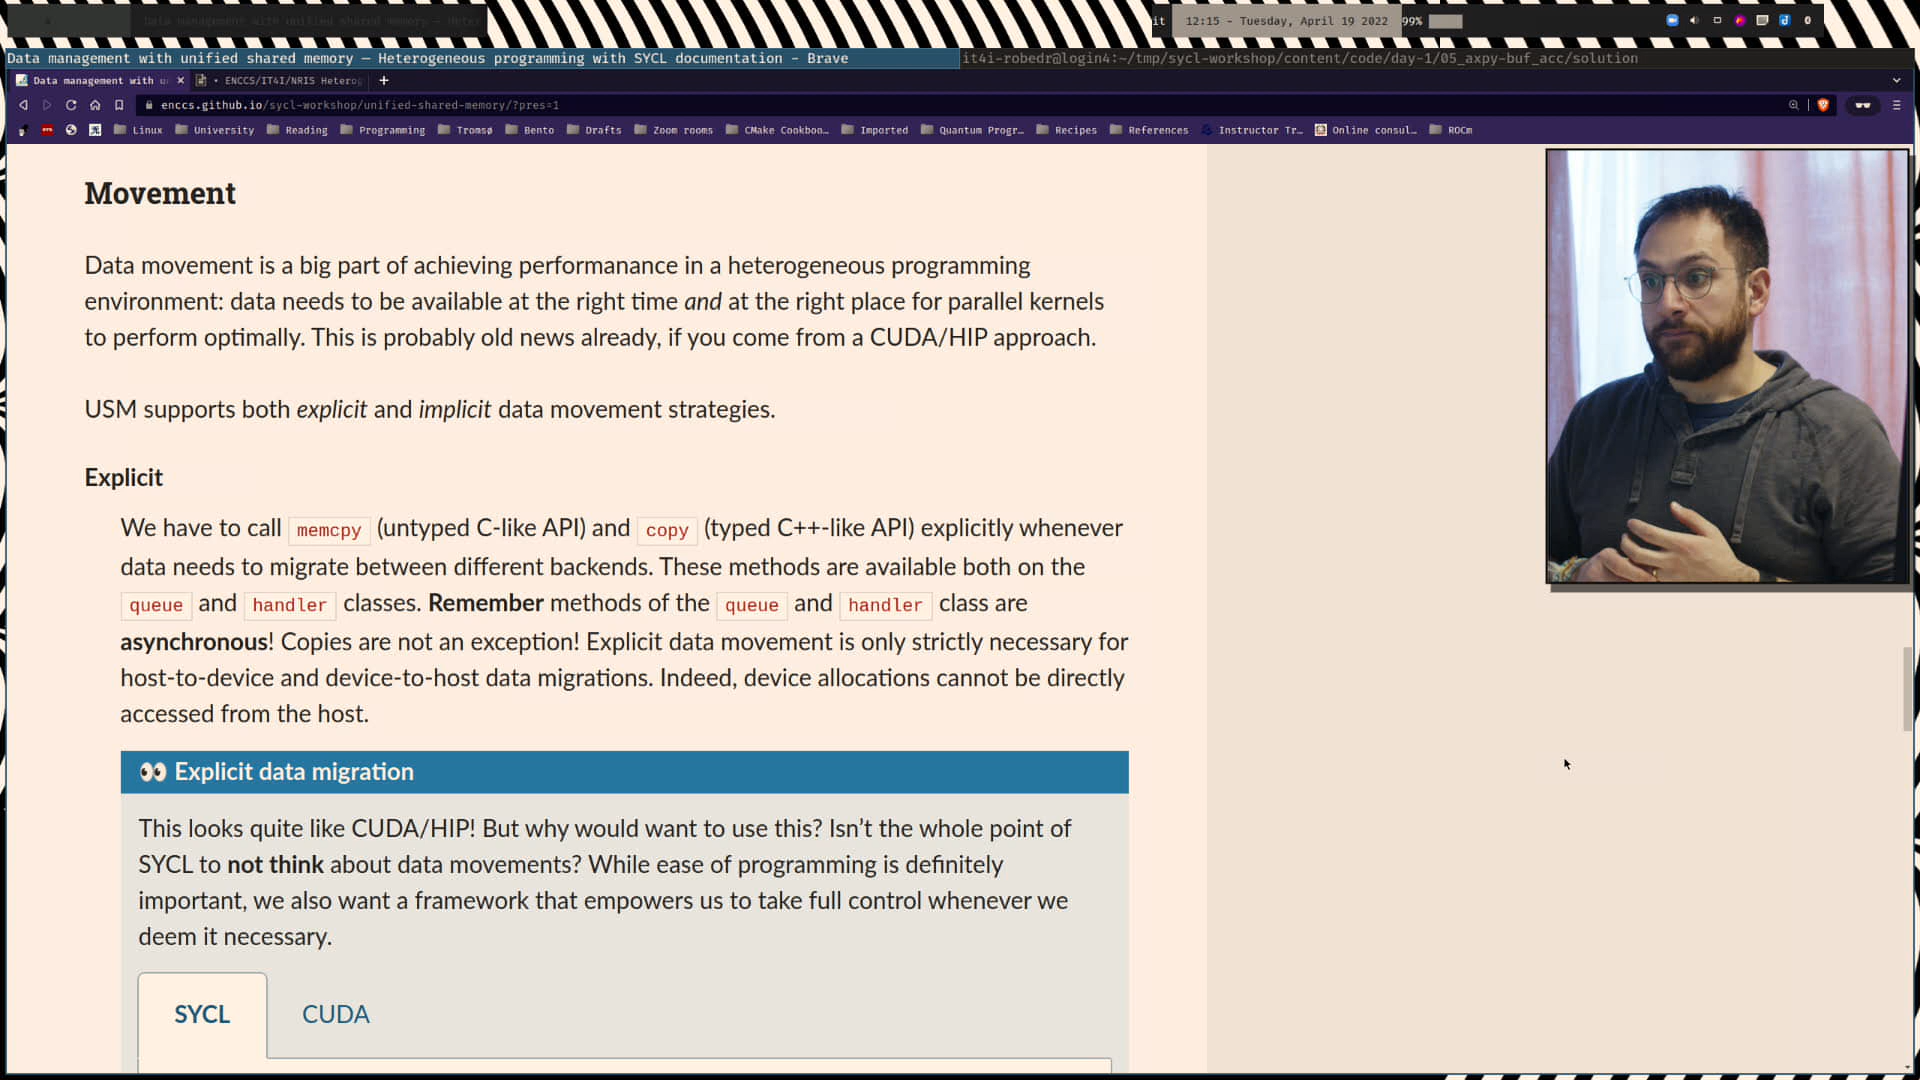 Data management with unified shared memory — Heter
it
12:15 - Tuesday, April 19 2022
99%
Data management with unified shared memory — Heterogeneous programming with SYCL documentation - Brave
it4i-robedr@login4:~/tmp/sycl-workshop/content/code/day-1/05_axpy-buf_acc/solution
Data management with u
• ENCCS/IT4I/NRIS Heterog
enccs.github.io/sycl-workshop/unified-shared-memory/?pres=1
Linux University Reading Programming Tromsø Bento Drafts Zoom rooms CMake Cookboo… Imported Quantum Progr… Recipes References Instructor Tr… Online consul… ROCm
Movement
Data movement is a big part of achieving performanance in a heterogeneous programming
environment: data needs to be available at the right time and at the right place for parallel kernels
to perform optimally. This is probably old news already, if you come from a CUDA/HIP approach.
USM supports both explicit and implicit data movement strategies.
Explicit
We have to call memcpy (untyped C-like API) and copy (typed C++-like API) explicitly whenever
data needs to migrate between different backends. These methods are available both on the
queue and handler classes. Remember methods of the queue and handler class are
asynchronous! Copies are not an exception! Explicit data movement is only strictly necessary for
host-to-device and device-to-host data migrations. Indeed, device allocations cannot be directly
accessed from the host.
👀 Explicit data migration
This looks quite like CUDA/HIP! But why would want to use this? Isn't the whole point of
SYCL to not think about data movements? While ease of programming is definitely
important, we also want a framework that empowers us to take full control whenever we
deem it necessary.
SYCL CUDA